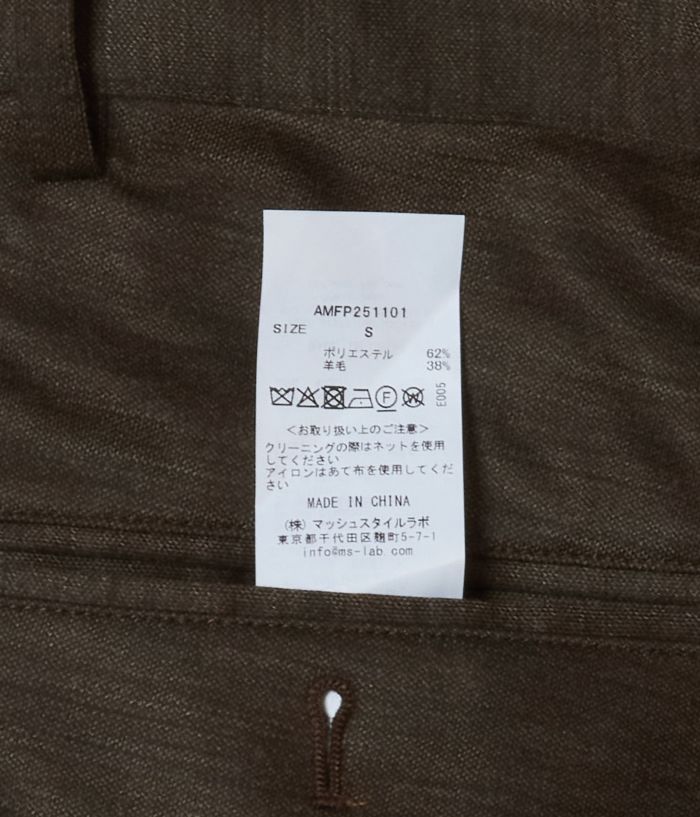 AMFP251101
SIZE S
ポリエステル 62%
羊毛 38%
F W E005
<お取り扱い上のご注意>
クリーニングの際はネットを使用
してください
アイロンはあて布を使用してくだ
さい
MADE IN CHINA
(株) マッシュスタイルラボ
東京都千代田区麹町5-7-1
info@ms-lab.com